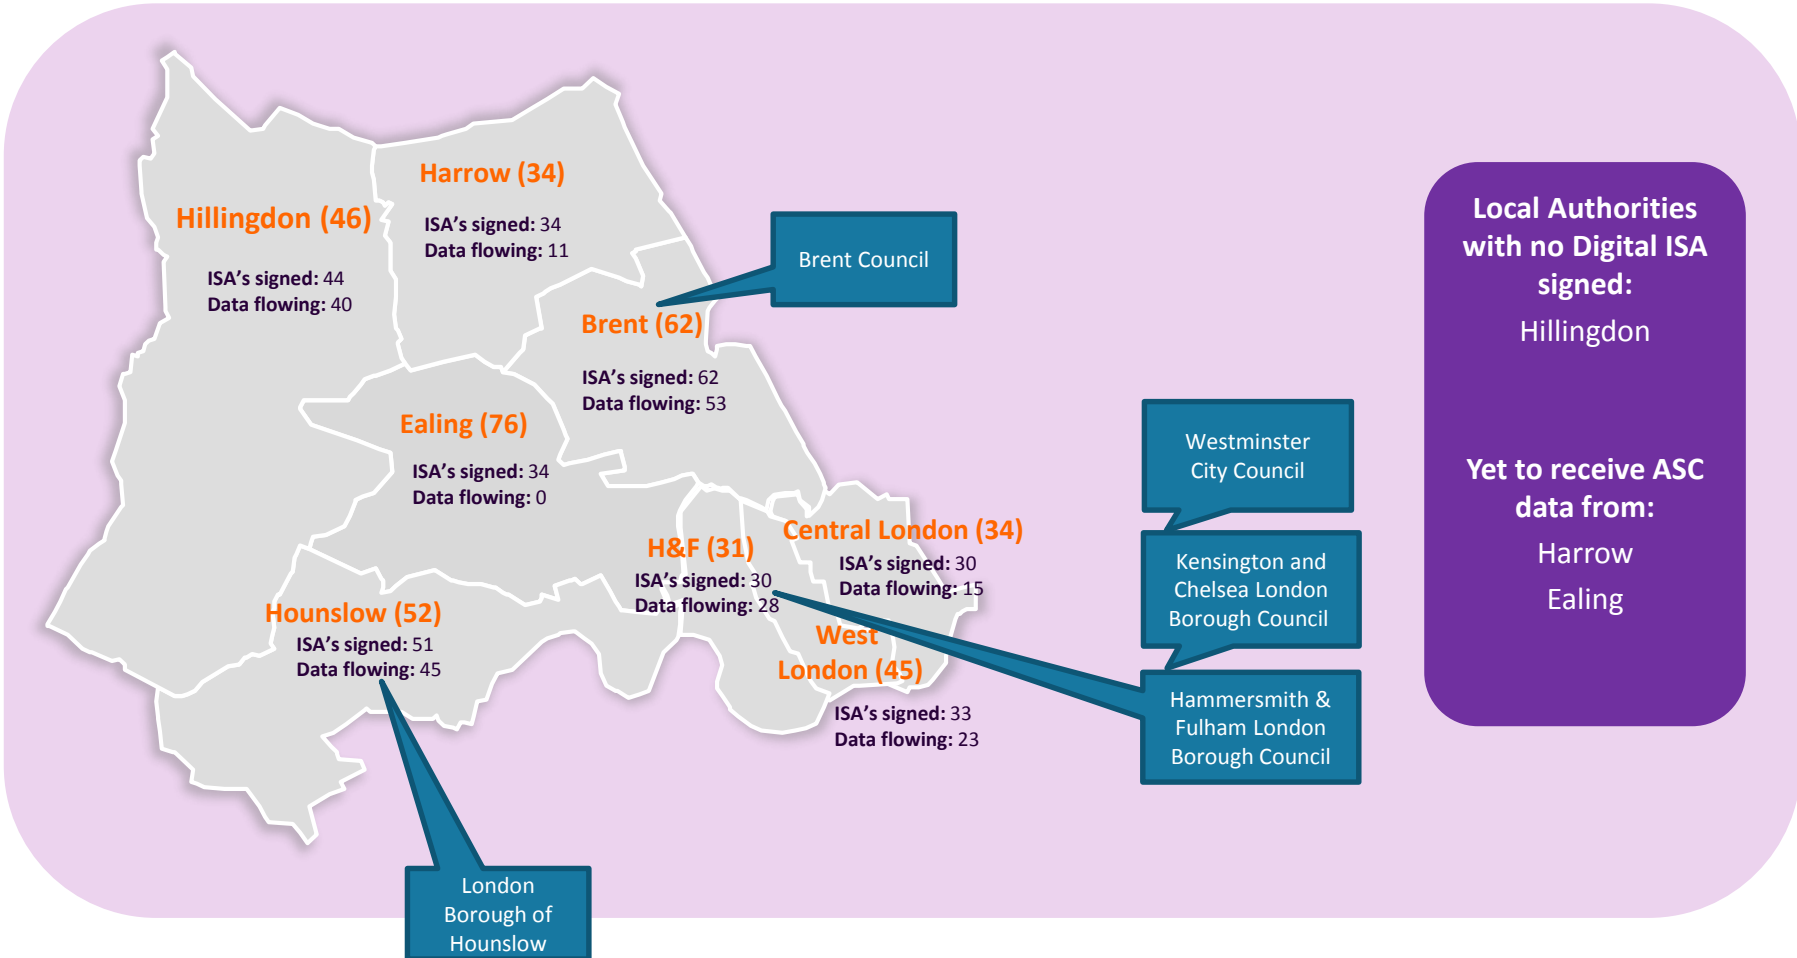 Harrow (34)
ISA's signed: 34
Data flowing: 11
Hillingdon (46)
ISA's signed: 44
Data flowing: 40
Brent Council
Brent (62)
ISA's signed: 62
Data flowing: 53
Ealing (76)
ISA's signed: 34
Data flowing: 0
Central London (34)
ISA's signed: 30
Data flowing: 15
H&F (31)
ISA's signed: 30
Data flowing: 28
Hounslow (52)
ISA's signed: 51
Data flowing: 45
West
London (45)
ISA's signed: 33
Data flowing: 23
London
Borough of
Hounslow
Westminster
City Council
Kensington and
Chelsea London
Borough Council
Hammersmith &
Fulham London
Borough Council
Local Authorities
with no Digital ISA
signed:
Hillingdon
Yet to receive ASC
data from:
Harrow
Ealing